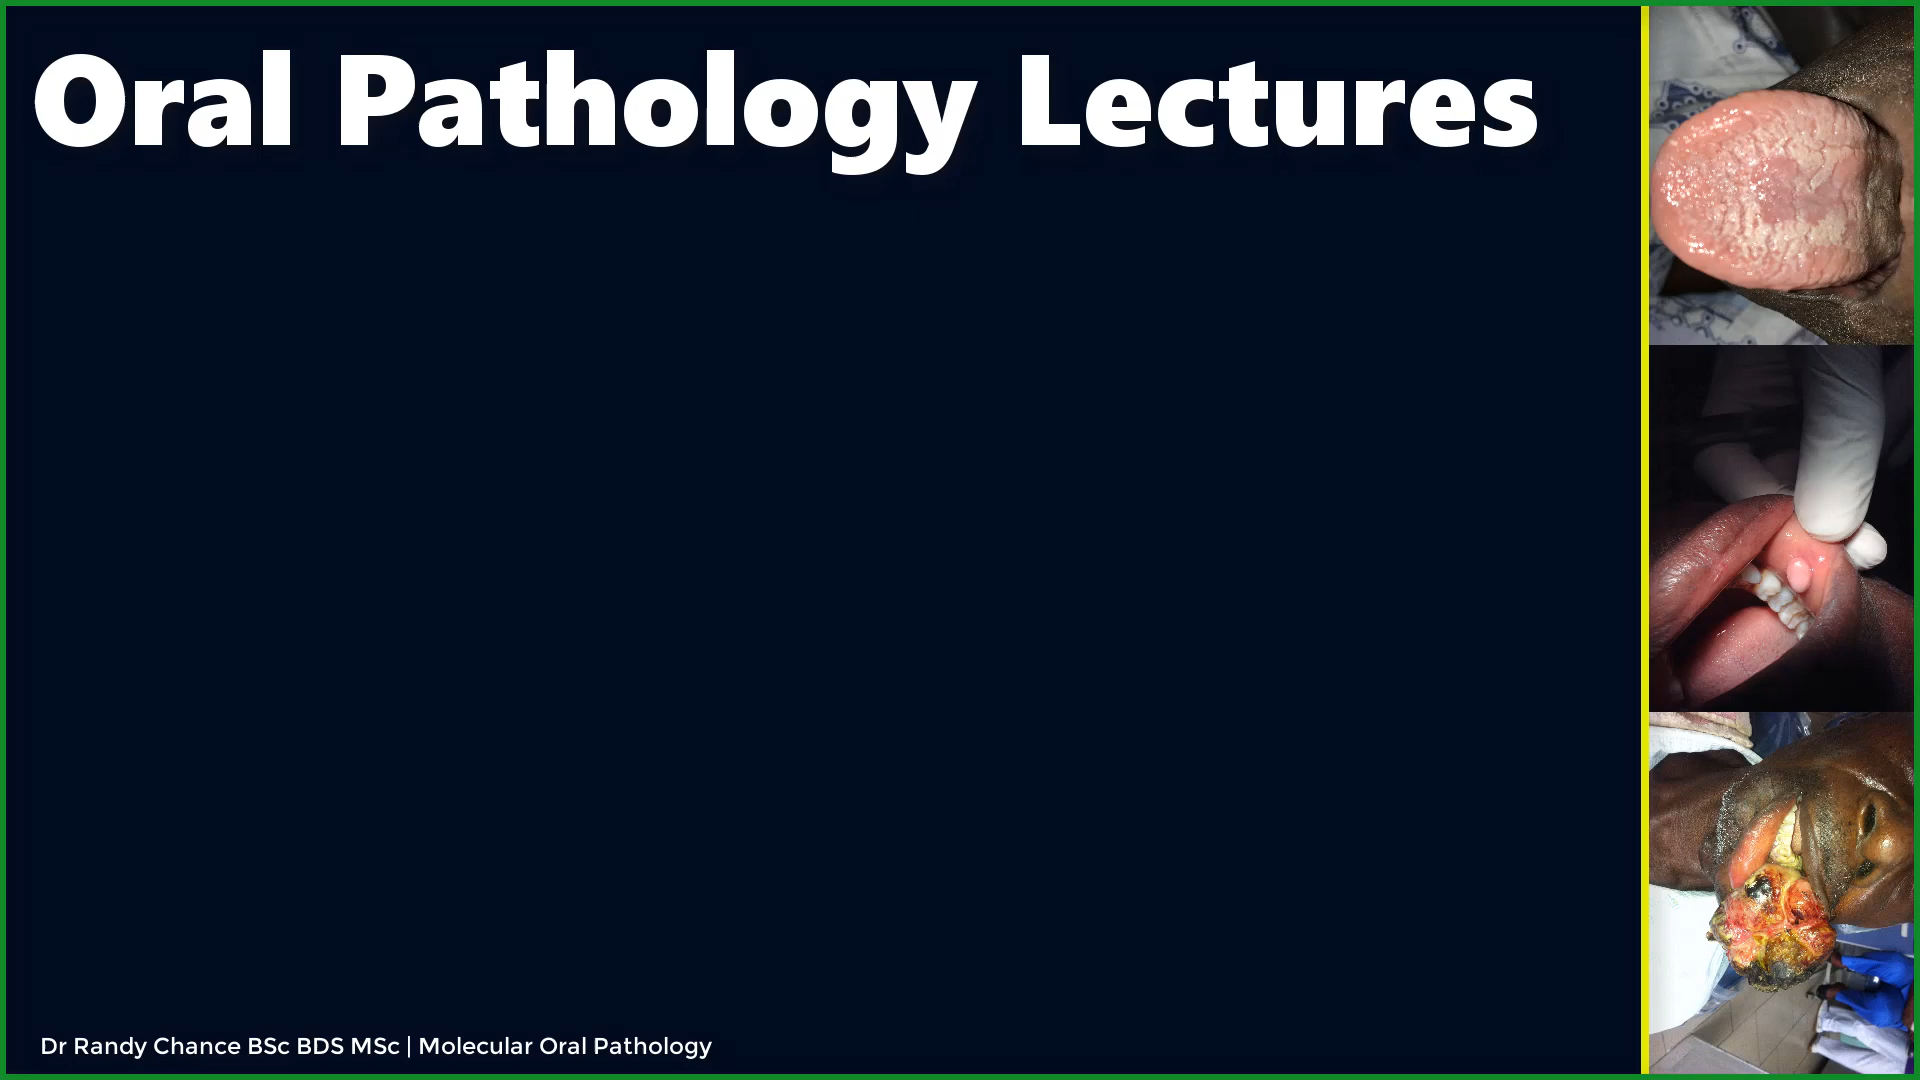 Oral Pathology Lectures
Dr Randy Chance BSc BDS MSc | Molecular Oral Pathology